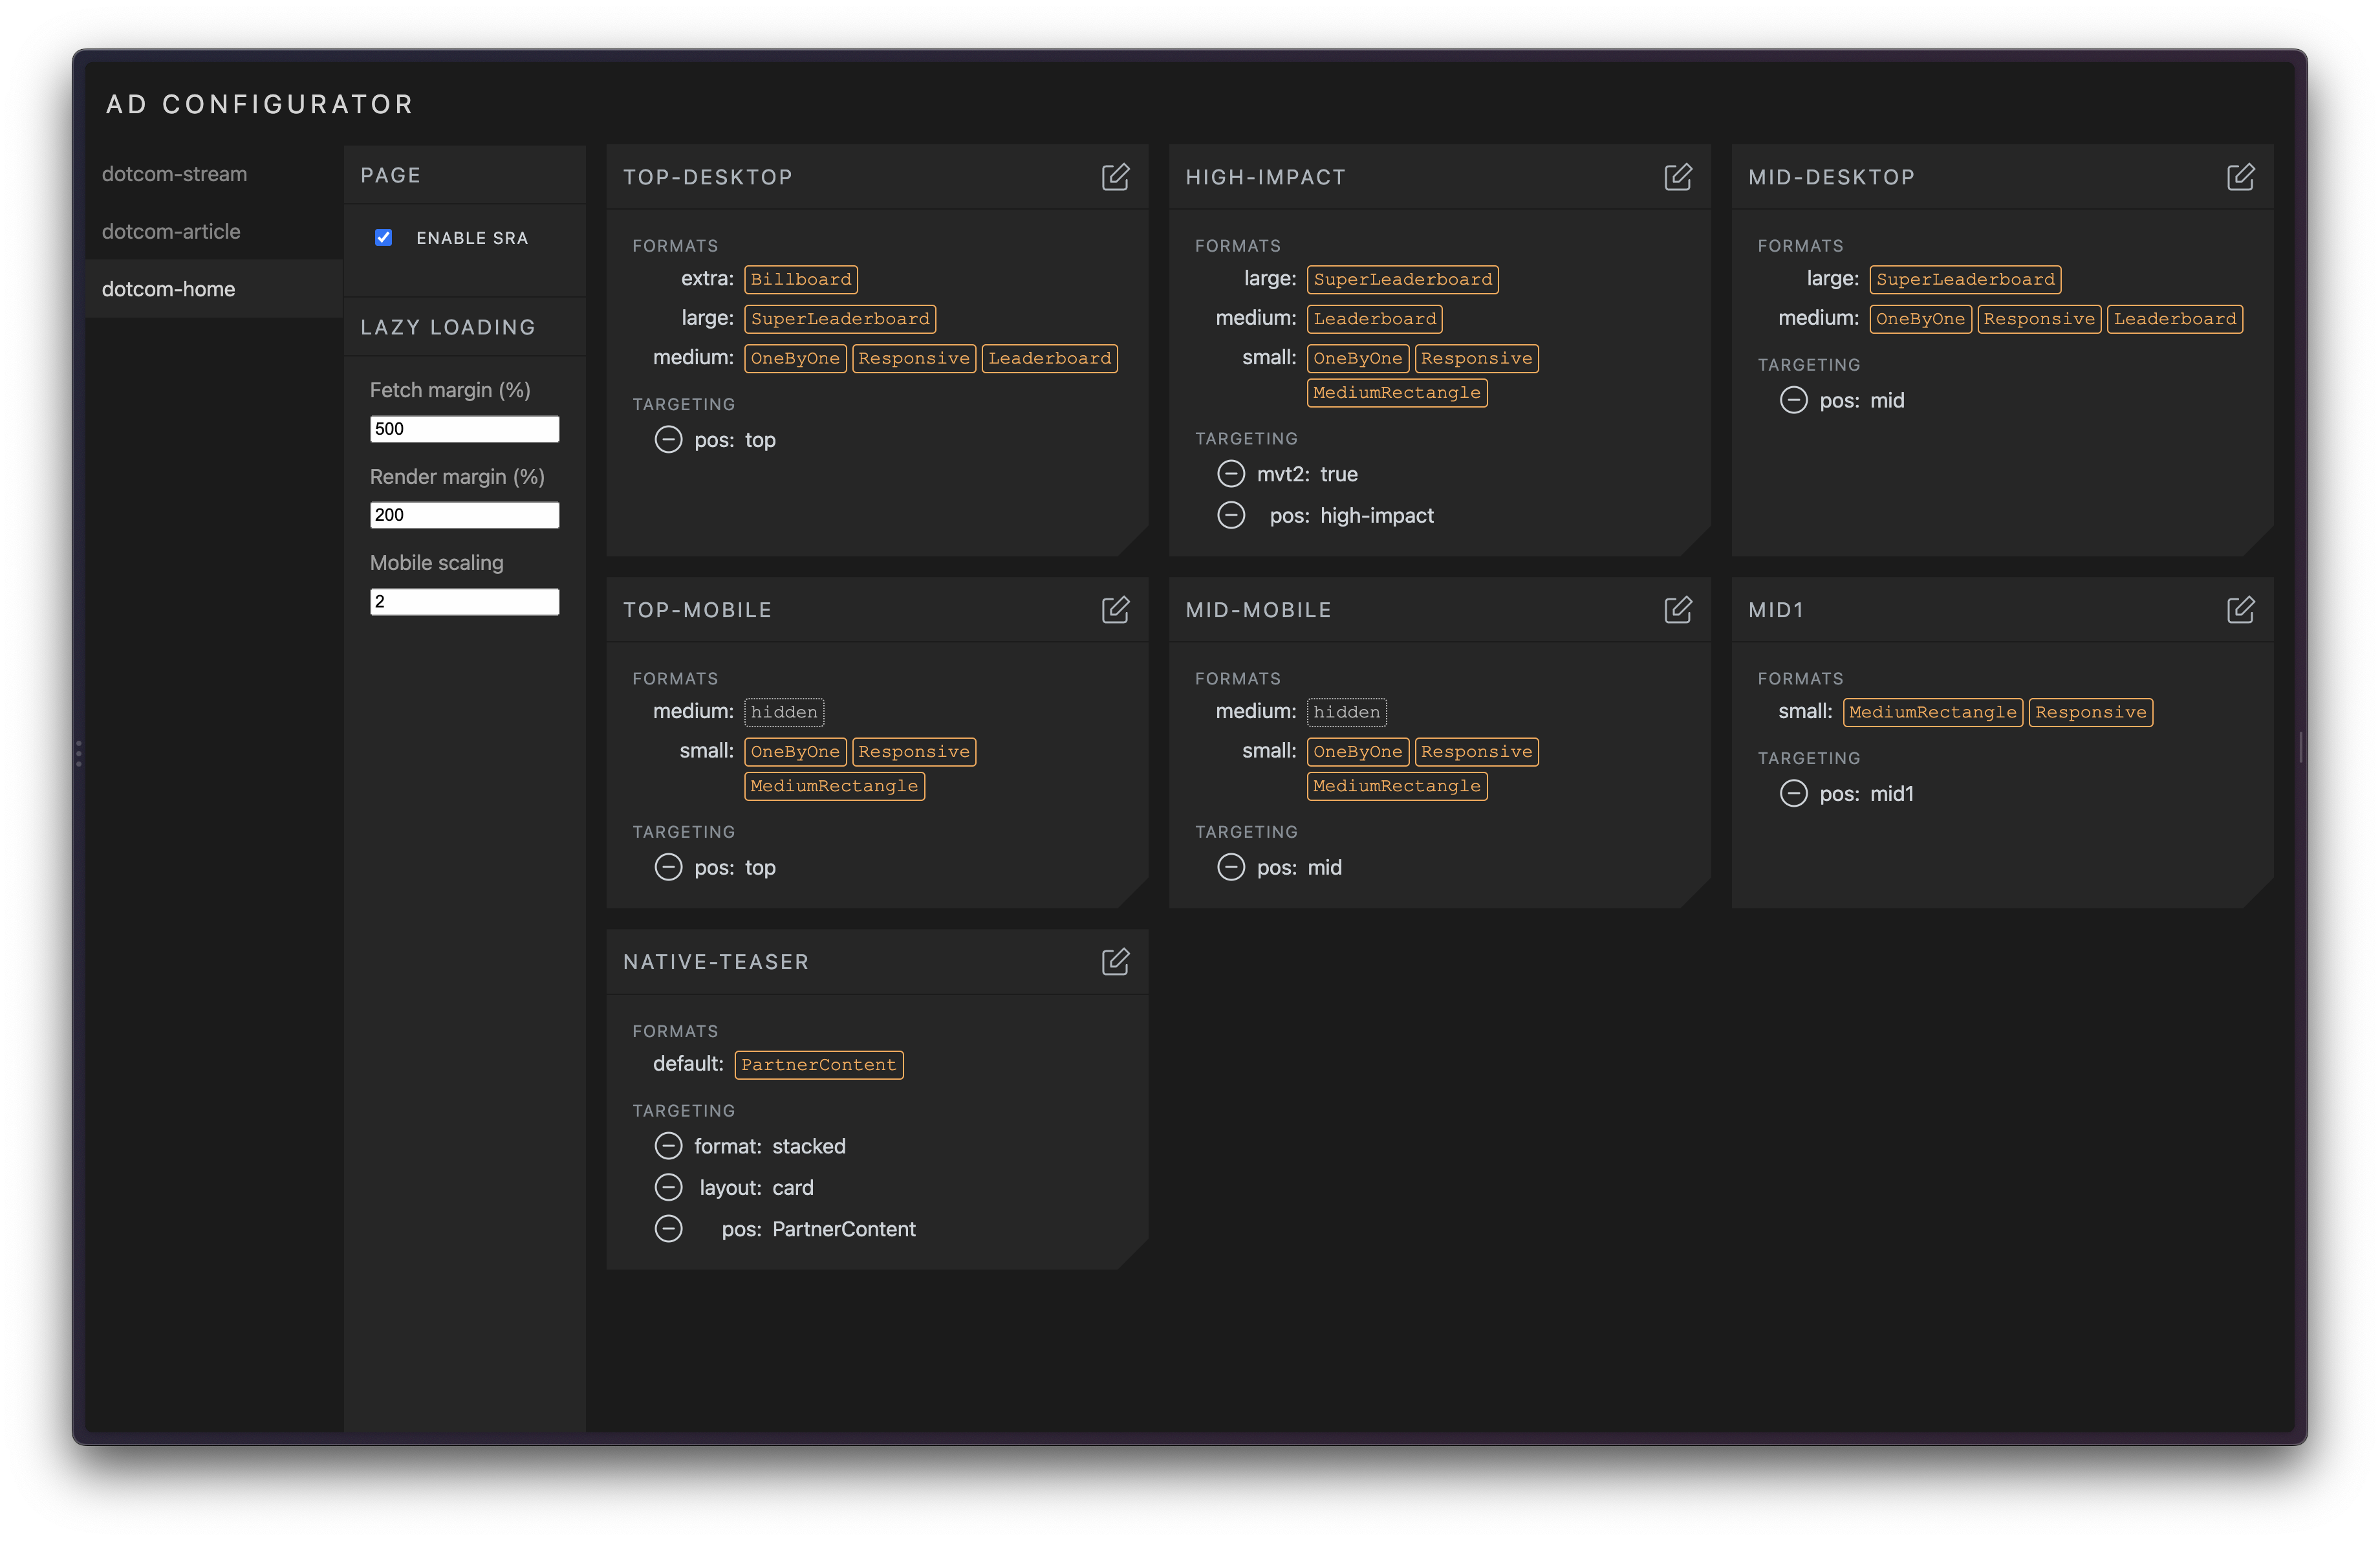 AD CONFIGURATOR
dotcom-stream
dotcom-article
dotcom-home
PAGE
ENABLE SRA
LAZY LOADING
Fetch margin (%)
500
Render margin (%)
200
Mobile scaling
2
TOP-DESKTOP
FORMATS
extra: Billboard
large: SuperLeaderboard
medium: OneByOne Responsive Leaderboard
TARGETING
pos: top
HIGH-IMPACT
FORMATS
large: SuperLeaderboard
medium: Leaderboard
small: OneByOne Responsive
MediumRectangle
TARGETING
mvt2: true
pos: high-impact
MID-DESKTOP
FORMATS
large: SuperLeaderboard
medium: OneByOne Responsive Leaderboard
TARGETING
pos: mid
TOP-MOBILE
FORMATS
medium: hidden
small: OneByOne Responsive
MediumRectangle
TARGETING
pos: top
MID-MOBILE
FORMATS
medium: hidden
small: OneByOne Responsive
MediumRectangle
TARGETING
pos: mid
MID1
FORMATS
small: MediumRectangle Responsive
TARGETING
pos: mid1
NATIVE-TEASER
FORMATS
default: PartnerContent
TARGETING
format: stacked
layout: card
pos: PartnerContent